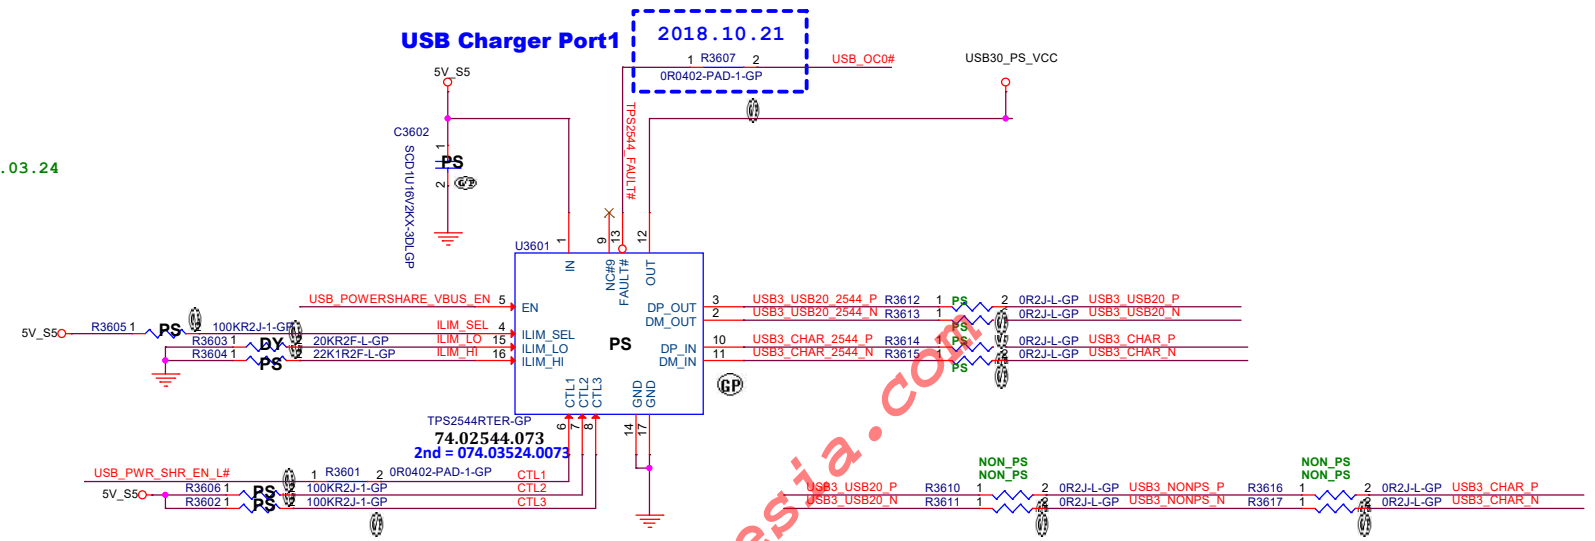 USB Charger Port1
2018.10.21
1 R3607 2
USB_OC0#
0R0402-PAD-1-GP
USB30_PS_VCC
5V_S5
TPS2544_FAULT#
C3602
1
PS
2
SCD1U16V2KX-3DLGP
.03.24
U3601
1
9
13
12
IN
NC#9
FAULT#
OUT
USB_POWERSHARE_VBUS_EN 5
EN
5V_S5
R3605 1 PS 2 100KR2J-1-GP ILIM_SEL 4
ILIM_SEL
R3603 1 DY 2 20KR2F-L-GP ILIM_LO 15
ILIM_LO
R3604 1 PS 2 22K1R2F-L-GP ILIM_HI 16
ILIM_HI
PS
DP_OUT 3 USB3_USB20_2544_P R3612 1 PS 2 0R2J-L-GP USB3_USB20_P
DM_OUT 2 USB3_USB20_2544_N R3613 1 PS 2 0R2J-L-GP USB3_USB20_N
DP_IN 10 USB3_CHAR_2544_P R3614 1 PS 2 0R2J-L-GP USB3_CHAR_P
DM_IN 11 USB3_CHAR_2544_N R3615 1 PS 2 0R2J-L-GP USB3_CHAR_N
GP
CTL1
CTL2
CTL3
GND
GND
6
7
8
14
17
TPS2544RTER-GP
74.02544.073
2nd = 074.03524.0073
USB_PWR_SHR_EN_L# 1 R3601 2 0R0402-PAD-1-GP CTL1
5V_S5
R3606 1 PS 2 100KR2J-1-GP CTL2
R3602 1 PS 2 100KR2J-1-GP CTL3
NON_PS
NON_PS
NON_PS
NON_PS
USB3_USB20_P R3610 1 2 0R2J-L-GP USB3_NONPS_P R3616 1 2 0R2J-L-GP USB3_CHAR_P
USB3_USB20_N R3611 1 2 0R2J-L-GP USB3_NONPS_N R3617 1 2 0R2J-L-GP USB3_CHAR_N
esia.com